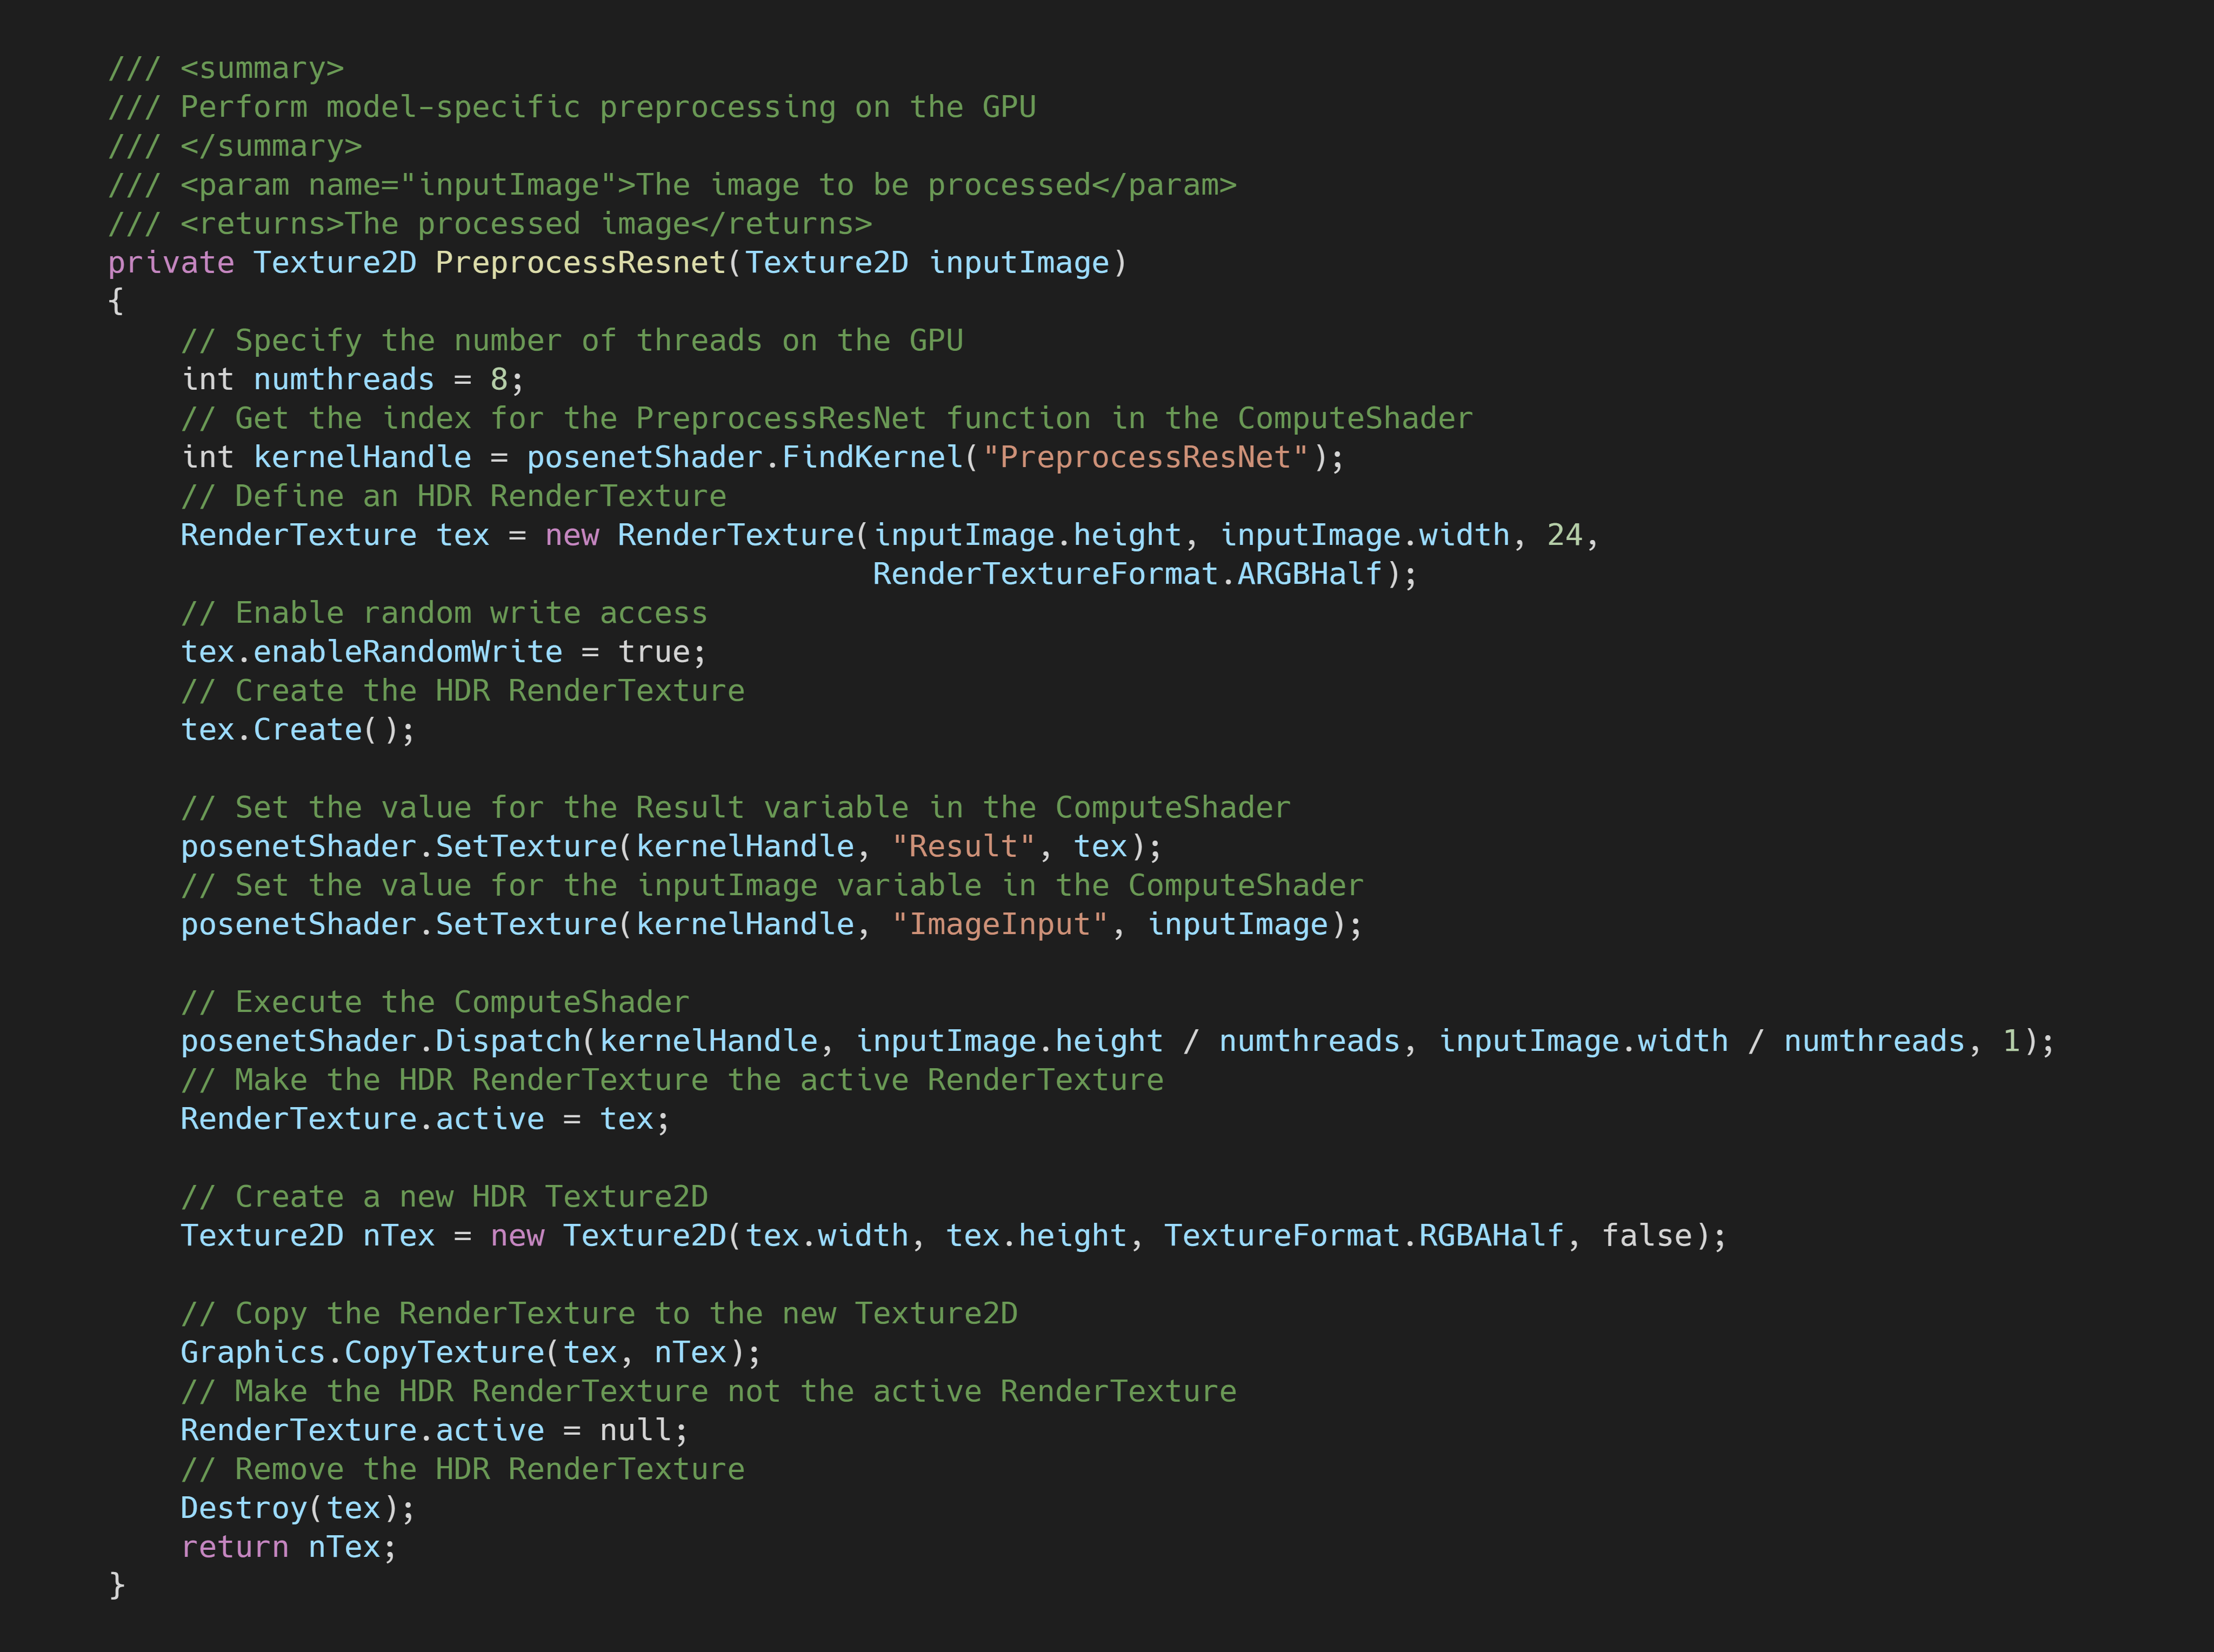 /// <summary>
/// Perform model-specific preprocessing on the GPU
/// </summary>
/// <param name="inputImage">The image to be processed</param>
/// <returns>The processed image</returns>
private Texture2D PreprocessResnet(Texture2D inputImage)
{
    // Specify the number of threads on the GPU
    int numthreads = 8;
    // Get the index for the PreprocessResNet function in the ComputeShader
    int kernelHandle = posenetShader.FindKernel("PreprocessResNet");
    // Define an HDR RenderTexture
    RenderTexture tex = new RenderTexture(inputImage.height, inputImage.width, 24,
                                          RenderTextureFormat.ARGBHalf);
    // Enable random write access
    tex.enableRandomWrite = true;
    // Create the HDR RenderTexture
    tex.Create();

    // Set the value for the Result variable in the ComputeShader
    posenetShader.SetTexture(kernelHandle, "Result", tex);
    // Set the value for the inputImage variable in the ComputeShader
    posenetShader.SetTexture(kernelHandle, "ImageInput", inputImage);

    // Execute the ComputeShader
    posenetShader.Dispatch(kernelHandle, inputImage.height / numthreads, inputImage.width / numthreads, 1);
    // Make the HDR RenderTexture the active RenderTexture
    RenderTexture.active = tex;

    // Create a new HDR Texture2D
    Texture2D nTex = new Texture2D(tex.width, tex.height, TextureFormat.RGBAHalf, false);

    // Copy the RenderTexture to the new Texture2D
    Graphics.CopyTexture(tex, nTex);
    // Make the HDR RenderTexture not the active RenderTexture
    RenderTexture.active = null;
    // Remove the HDR RenderTexture
    Destroy(tex);
    return nTex;
}